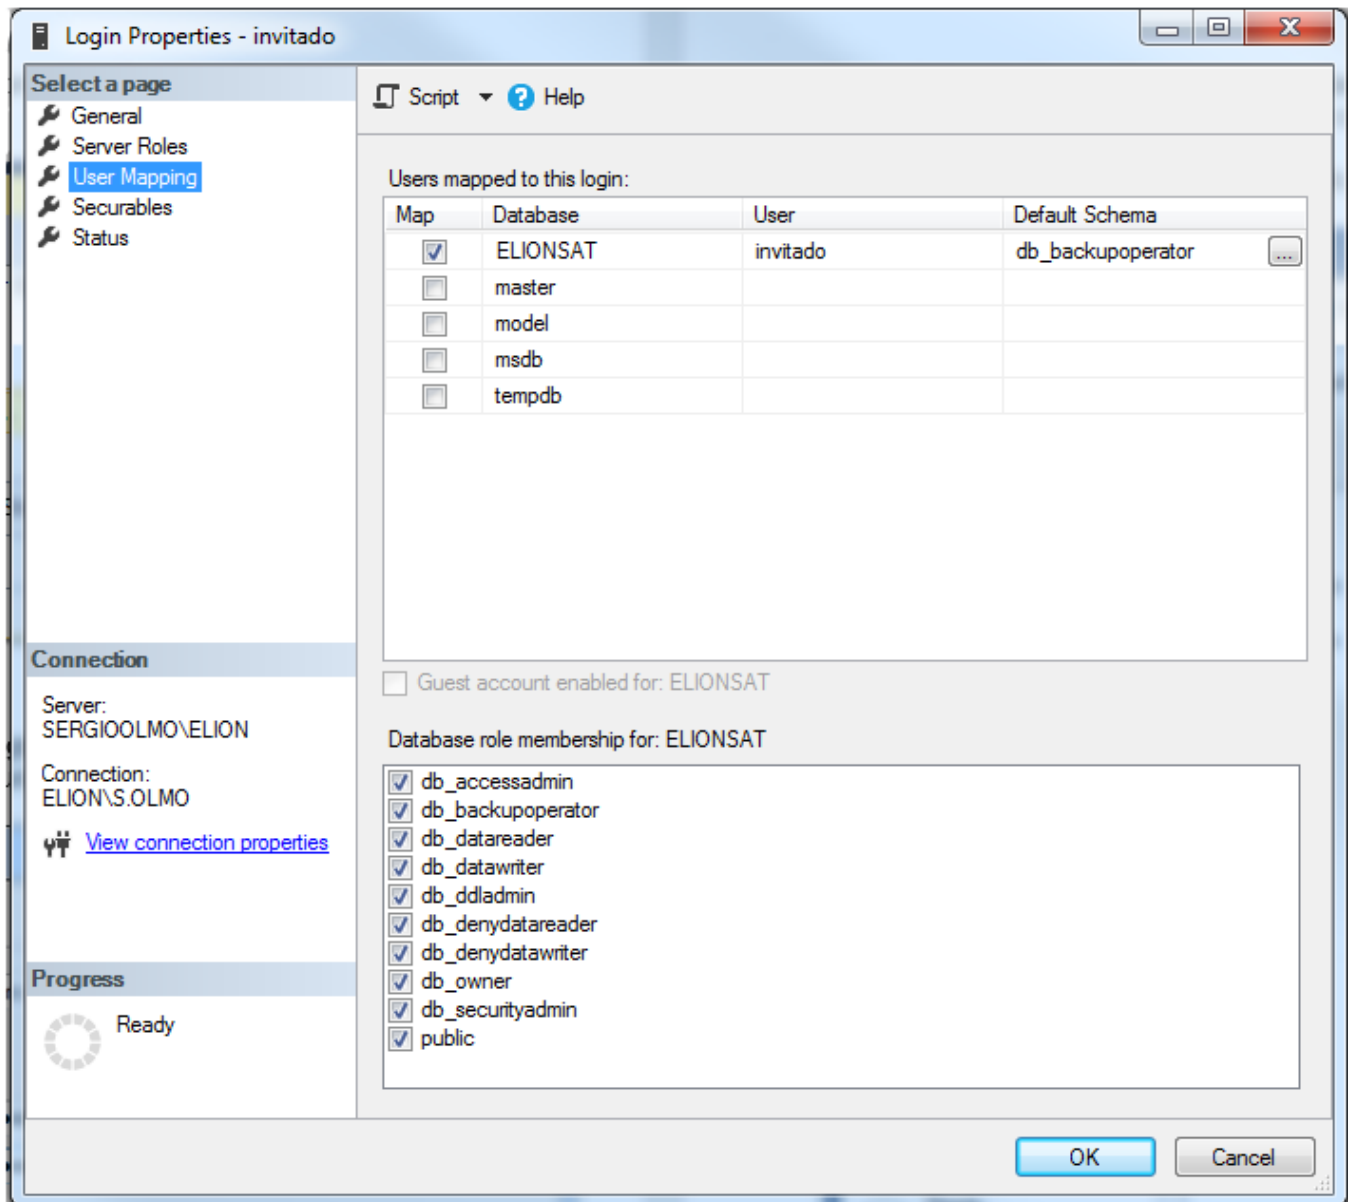 Login Properties - invitado
Select a page
General
Server Roles
User Mapping
Securables
Status
Script Help
Users mapped to this login:
Map Database User Default Schema
ELIONSAT invitado db_backupoperator ...
master
model
msdb
tempdb
Guest account enabled for: ELIONSAT
Database role membership for: ELIONSAT
db_accessadmin
db_backupoperator
db_datareader
db_datawriter
db_ddladmin
db_denydatareader
db_denydatawriter
db_owner
db_securityadmin
public
Connection
Server:
SERGIOOLMO\ELION
Connection:
ELION\S.OLMO
View connection properties
Progress
Ready
OK Cancel